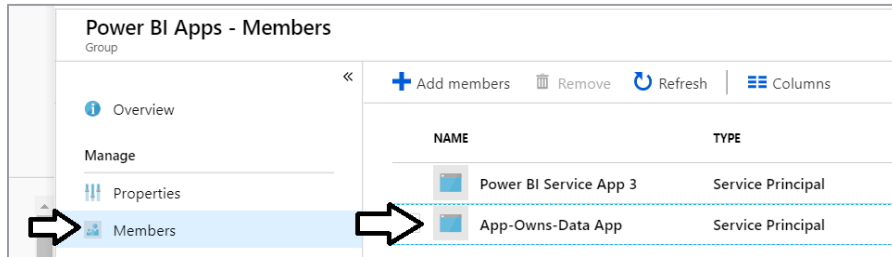 Power BI Apps - Members
Group
«
Overview
Manage
Properties
Members
Add members Remove Refresh Columns
NAME TYPE
Power BI Service App 3 Service Principal
App-Owns-Data App Service Principal